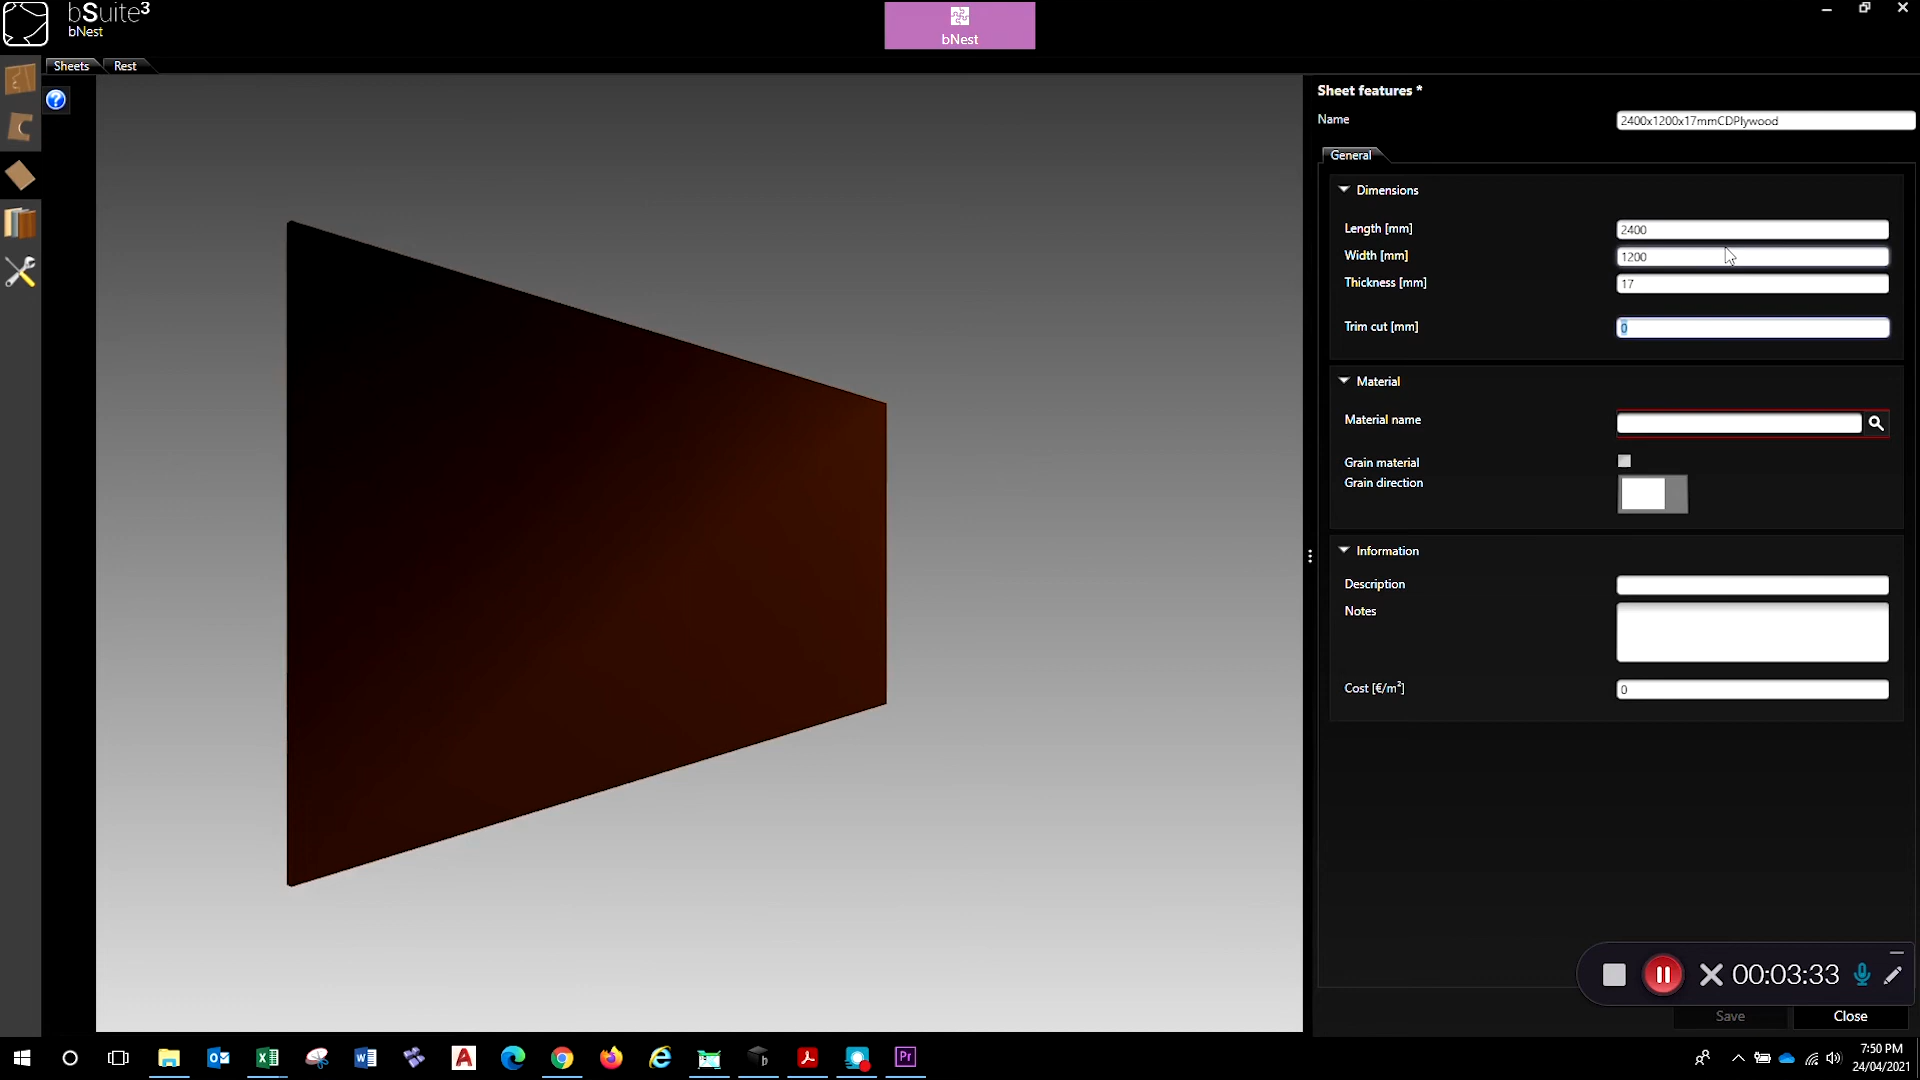 bSuite³
bNest
bNest
Sheets
Rest
Sheet features *
Name
2400x1200x17mmCDPlywood
General
Dimensions
Length [mm]
2400
Width [mm]
1200
Thickness [mm]
17
Trim cut [mm]
0
Material
Material name
Grain material
Grain direction
Information
Description
Notes
Cost [€/m²]
0
00:03:33
Save
Close
7:50 PM
24/04/2021